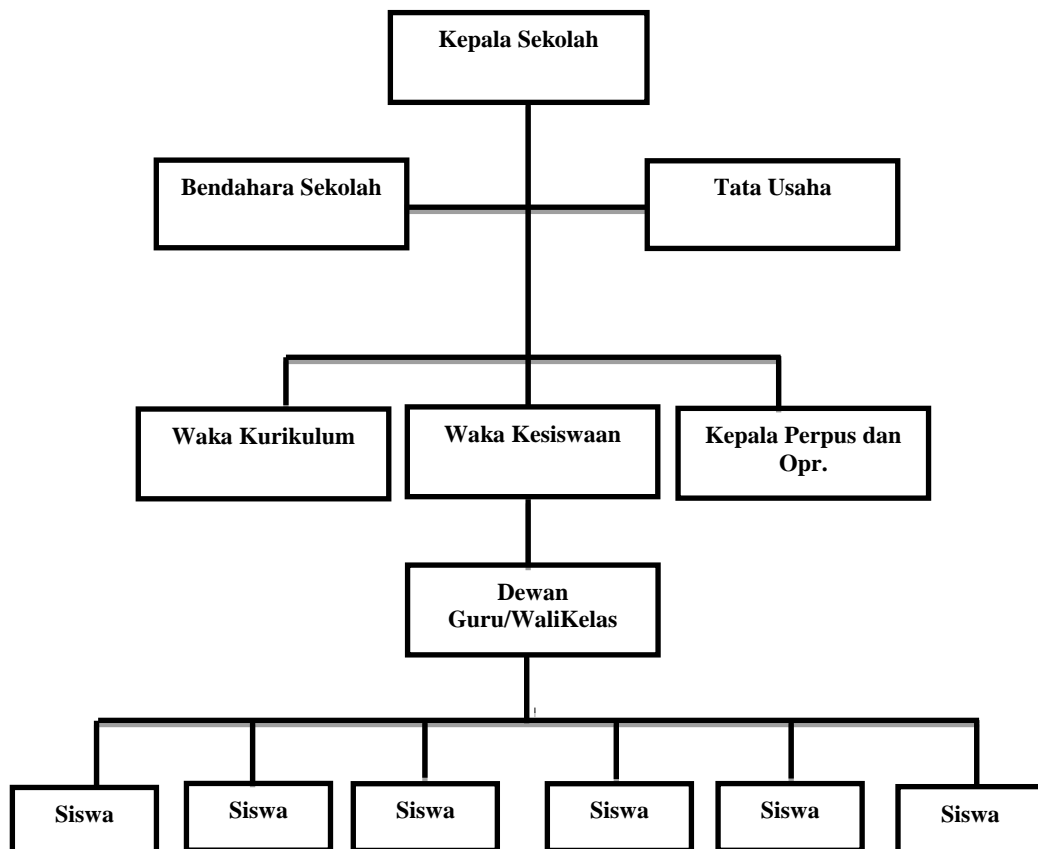 Kepala Sekolah
Bendahara Sekolah
Tata Usaha
Waka Kurikulum
Waka Kesiswaan
Kepala Perpus dan
Opr.
Dewan
Guru/WaliKelas
Siswa
Siswa
Siswa
Siswa
Siswa
Siswa